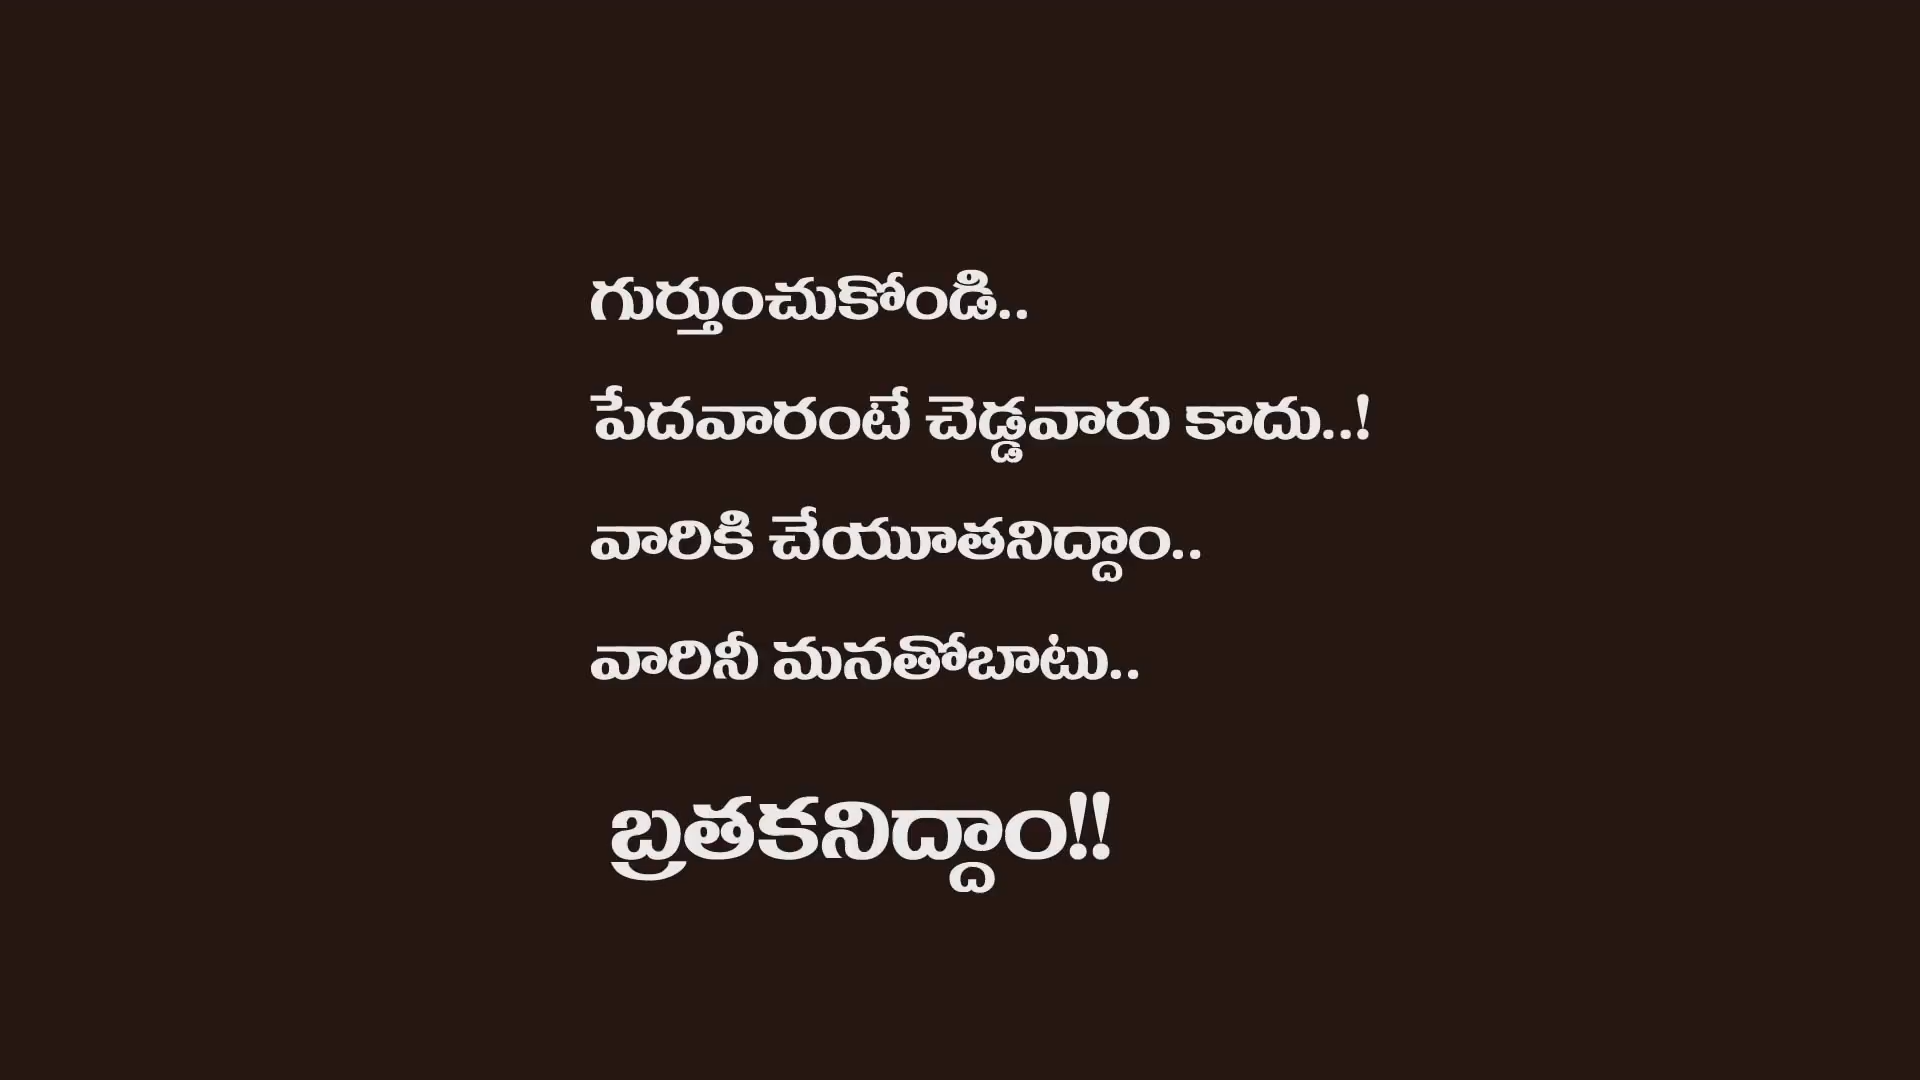 గుర్తుంచుకోండి..
పేదవారంటే చెడ్డవారు కాదు..!
వారికి చేయూతనిద్దాం..
వారినీ మనతోబాటు..
బ్రతకనిద్దాం!!